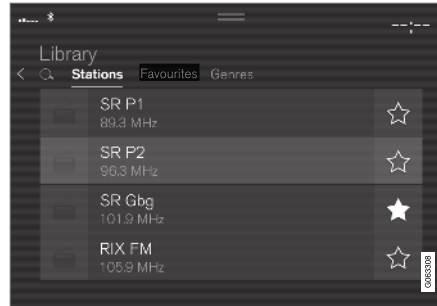 --:--
Library
Stations Favourites Genres
SR P1
89.3 MHz
SR P2
96.3 MHz
SR Gbg
101.9 MHz
RIX FM
105.9 MHz
G063308